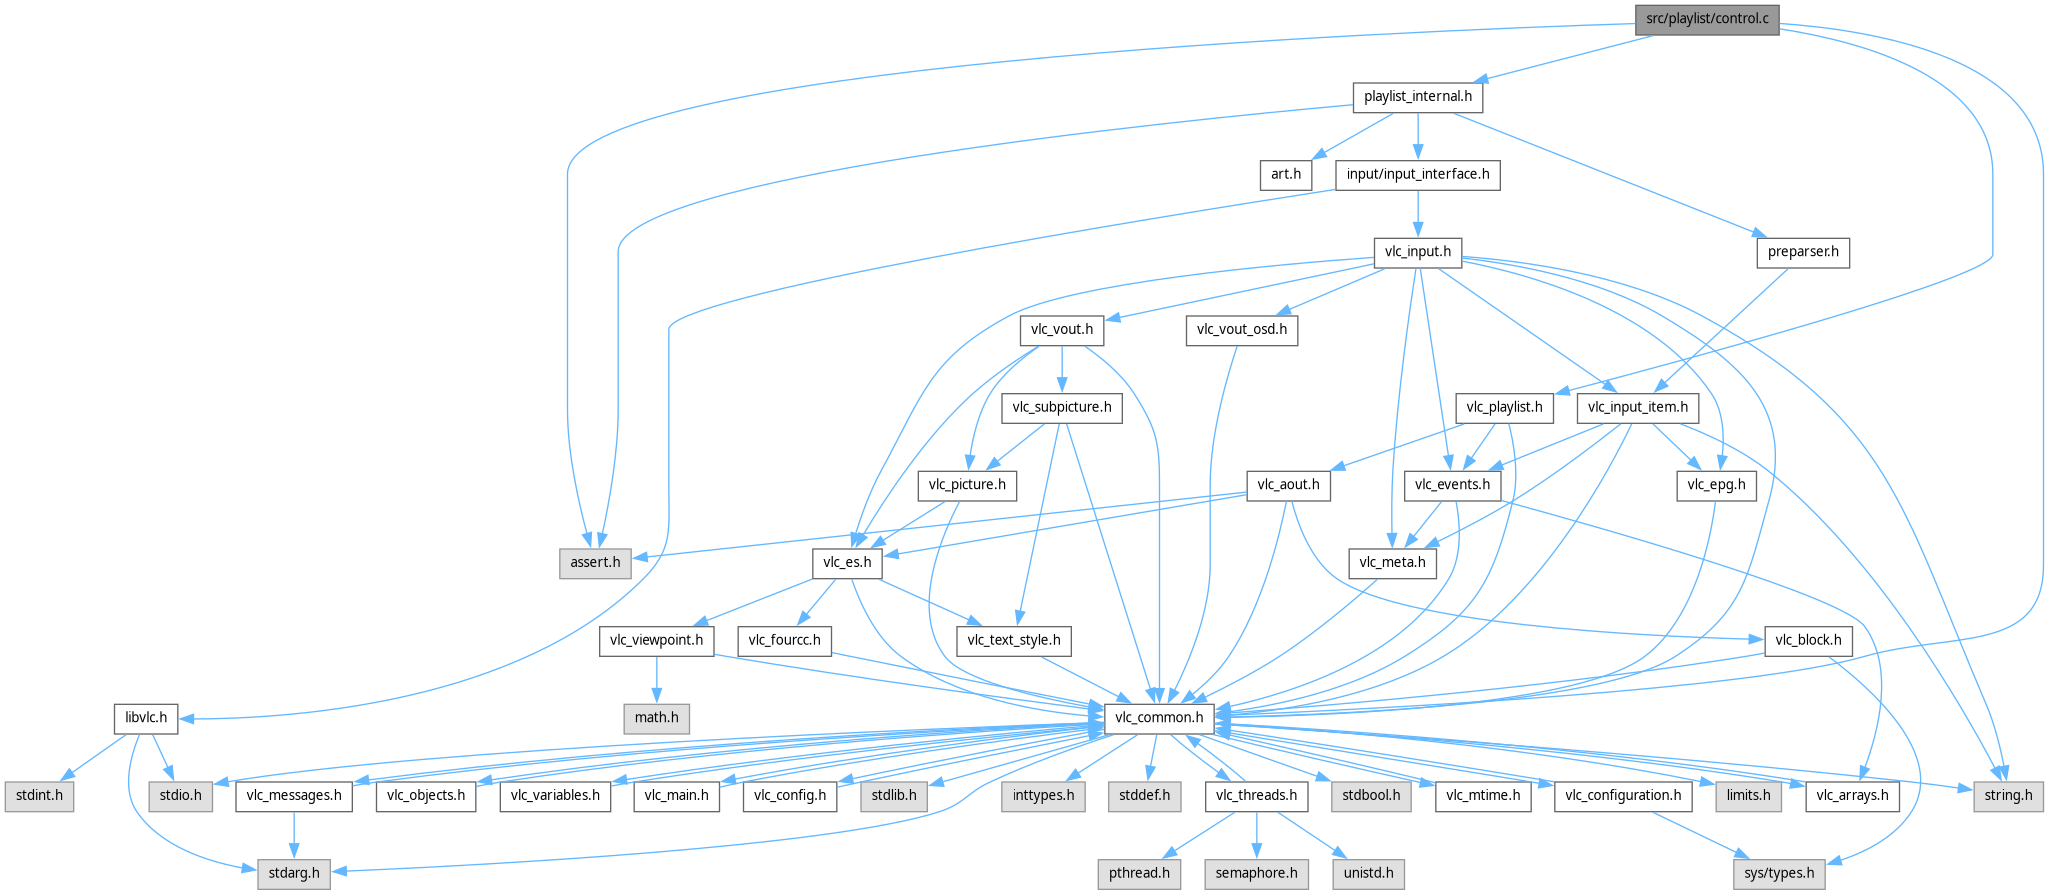 src/playlist/control.c
playlist_internal.h
art.h
input/input_interface.h
vlc_input.h
preparser.h
vlc_vout.h
vlc_vout_osd.h
vlc_subpicture.h
vlc_playlist.h
vlc_input_item.h
vlc_picture.h
vlc_aout.h
vlc_events.h
vlc_epg.h
assert.h
vlc_es.h
vlc_meta.h
vlc_viewpoint.h
vlc_fourcc.h
vlc_text_style.h
vlc_block.h
libvlc.h
math.h
vlc_common.h
stdint.h
stdio.h
vlc_messages.h
vlc_objects.h
vlc_variables.h
vlc_main.h
vlc_config.h
stdlib.h
inttypes.h
stddef.h
vlc_threads.h
stdbool.h
vlc_mtime.h
vlc_configuration.h
limits.h
vlc_arrays.h
string.h
stdarg.h
pthread.h
semaphore.h
unistd.h
sys/types.h